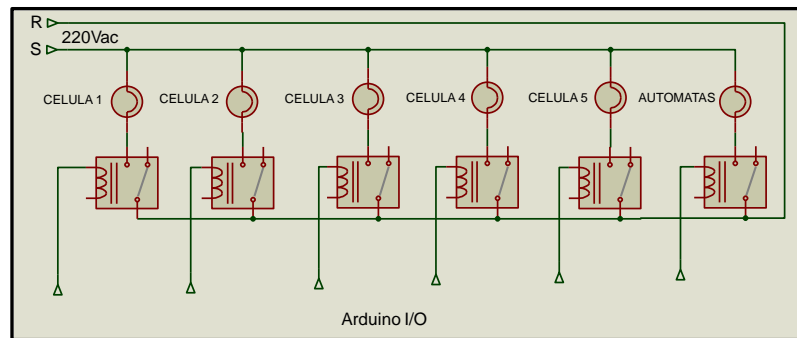 R
S 220Vac
CELULA 1 CELULA 2 CELULA 3 CELULA 4 CELULA 5 AUTOMATAS
Arduino I/O